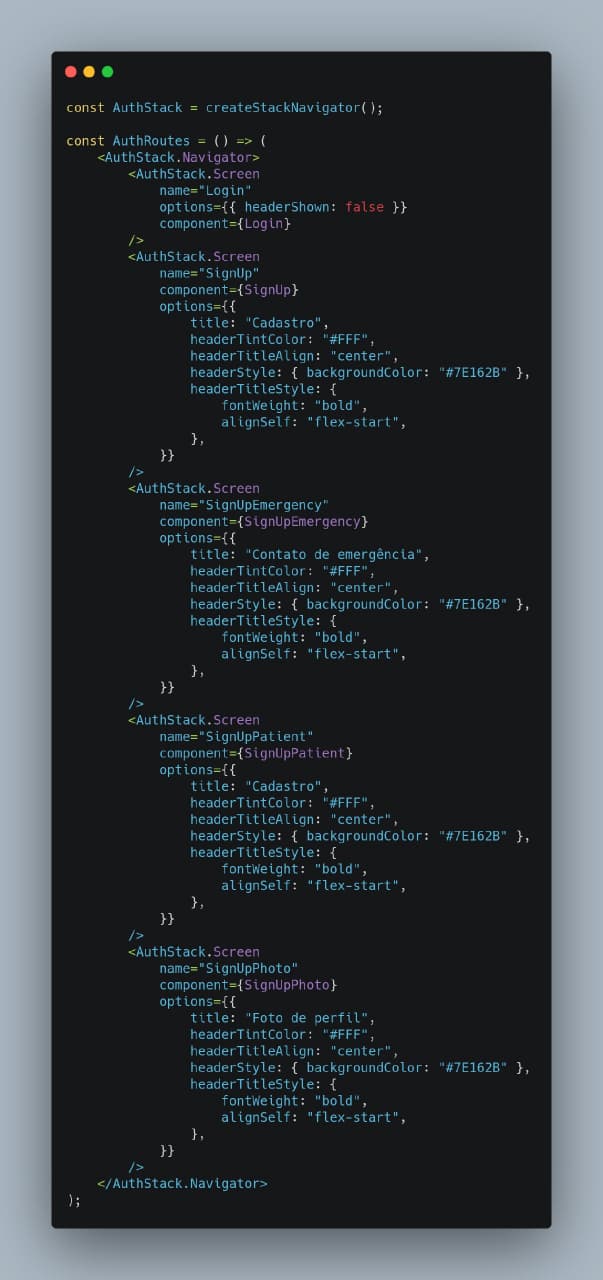 const AuthStack = createStackNavigator();

const AuthRoutes = () => (
    <AuthStack.Navigator>
        <AuthStack.Screen
            name="Login"
            options={{ headerShown: false }}
            component={Login}
        />
        <AuthStack.Screen
            name="SignUp"
            component={SignUp}
            options={{
                title: "Cadastro",
                headerTintColor: "#FFF",
                headerTitleAlign: "center",
                headerStyle: { backgroundColor: "#7E162B" },
                headerTitleStyle: {
                    fontWeight: "bold",
                    alignSelf: "flex-start",
                },
            }}
        />
        <AuthStack.Screen
            name="SignUpEmergency"
            component={SignUpEmergency}
            options={{
                title: "Contato de emergência",
                headerTintColor: "#FFF",
                headerTitleAlign: "center",
                headerStyle: { backgroundColor: "#7E162B" },
                headerTitleStyle: {
                    fontWeight: "bold",
                    alignSelf: "flex-start",
                },
            }}
        />
        <AuthStack.Screen
            name="SignUpPatient"
            component={SignUpPatient}
            options={{
                title: "Cadastro",
                headerTintColor: "#FFF",
                headerTitleAlign: "center",
                headerStyle: { backgroundColor: "#7E162B" },
                headerTitleStyle: {
                    fontWeight: "bold",
                    alignSelf: "flex-start",
                },
            }}
        />
        <AuthStack.Screen
            name="SignUpPhoto"
            component={SignUpPhoto}
            options={{
                title: "Foto de perfil",
                headerTintColor: "#FFF",
                headerTitleAlign: "center",
                headerStyle: { backgroundColor: "#7E162B" },
                headerTitleStyle: {
                    fontWeight: "bold",
                    alignSelf: "flex-start",
                },
            }}
        />
    </AuthStack.Navigator>
);